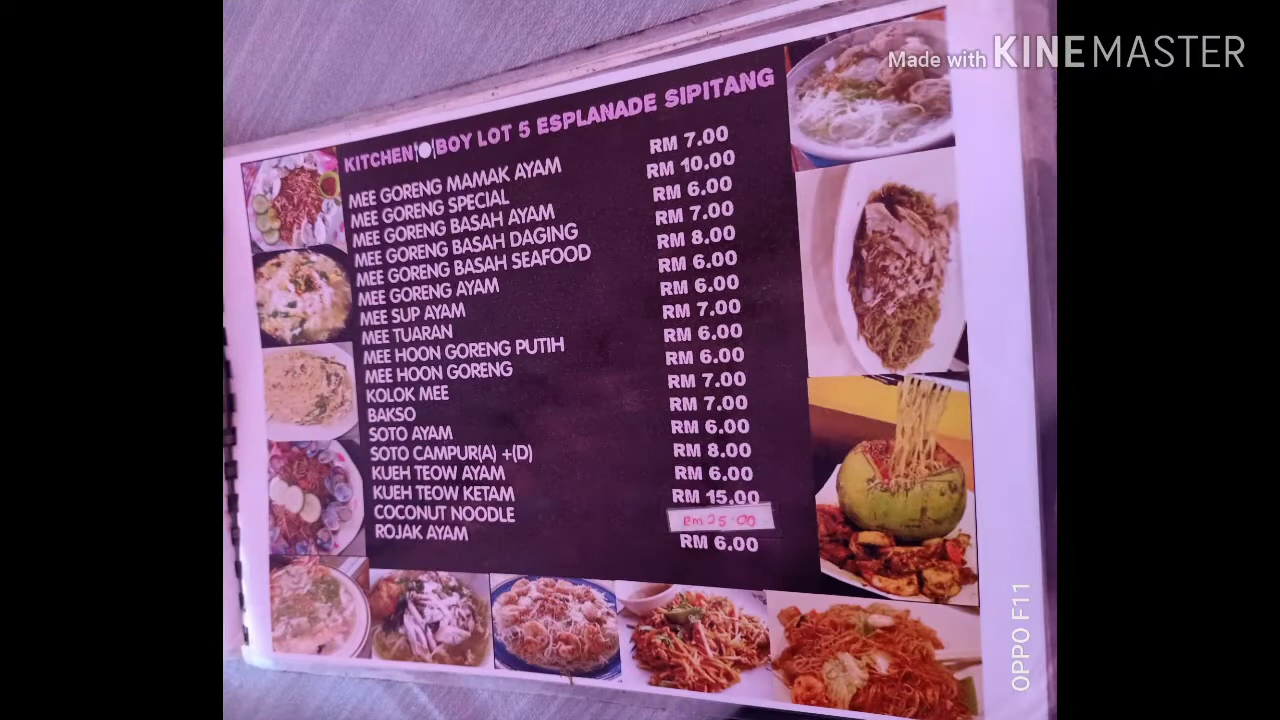 Made with KINEMASTER
KITCHEN BOY LOT 5 ESPLANADE SIPITANG
MEE GORENG MAMAK AYAM RM 7.00
MEE GORENG SPECIAL RM 10.00
MEE GORENG BASAH AYAM RM 6.00
MEE GORENG BASAH DAGING RM 7.00
MEE GORENG BASAH SEAFOOD RM 8.00
MEE GORENG AYAM RM 6.00
MEE SUP AYAM RM 6.00
MEE TUARAN RM 7.00
MEE HOON GORENG PUTIH RM 6.00
MEE HOON GORENG RM 6.00
KOLOK MEE RM 7.00
BAKSO RM 7.00
SOTO AYAM RM 6.00
SOTO CAMPUR(A) +(D) RM 8.00
KUEH TEOW AYAM RM 6.00
KUEH TEOW KETAM RM 15.00
COCONUT NOODLE Rm 25.00
ROJAK AYAM RM 6.00
OPPO F11